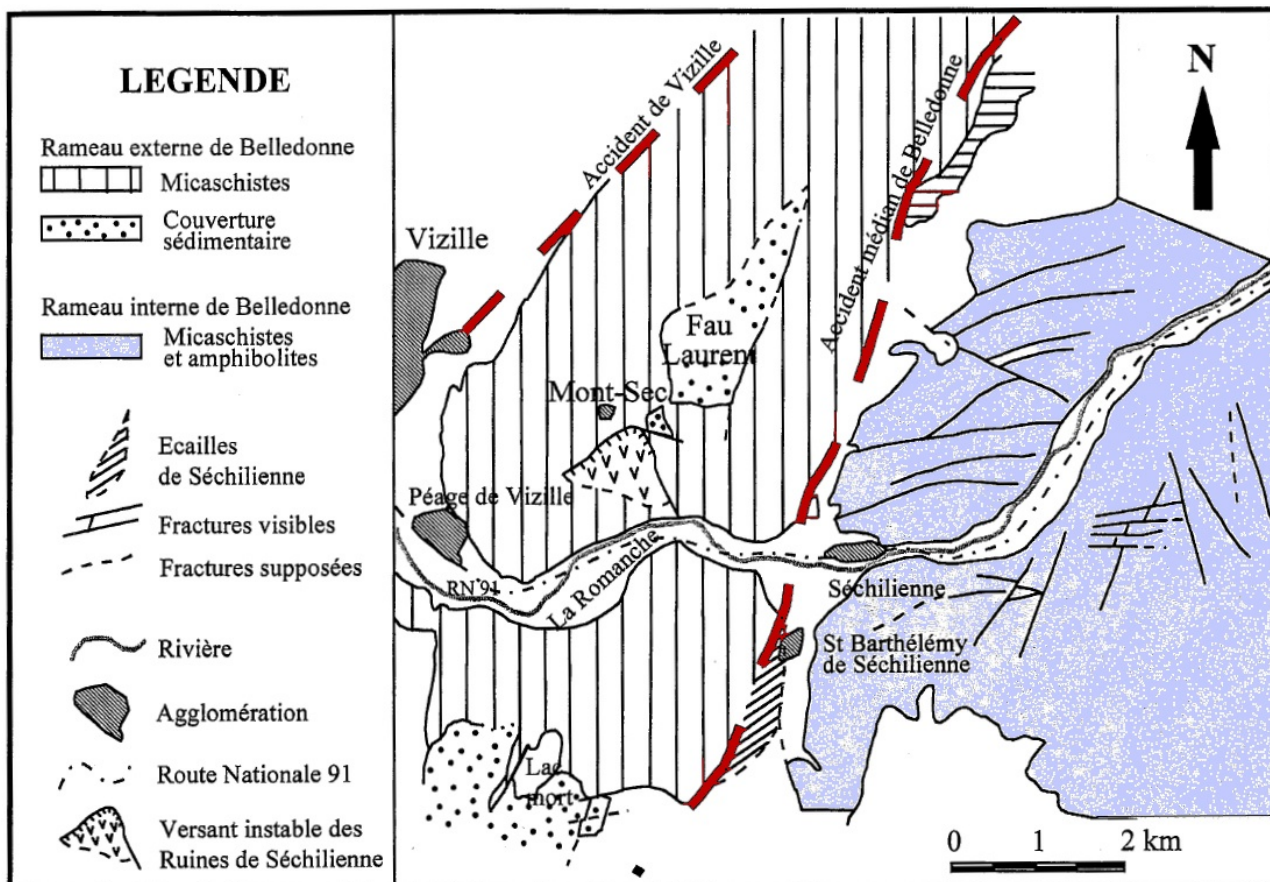 LEGENDE
Rameau externe de Belledonne
Micaschistes
Couverture
sédimentaire
Rameau interne de Belledonne
Micaschistes
et amphibolites
Ecailles
de Séchilienne
Fractures visibles
Fractures supposées
Rivière
Agglomération
Route Nationale 91
Versant instable des
Ruines de Séchilienne
Accident de Vizille
Accident médian de Belledonne
N
Vizille
Fau
Laurent
Mont-Sec
Péage de Vizille
RN 91
La Romanche
Séchilienne
St Barthélémy
de Séchilienne
Lac
mort
0 1 2 km